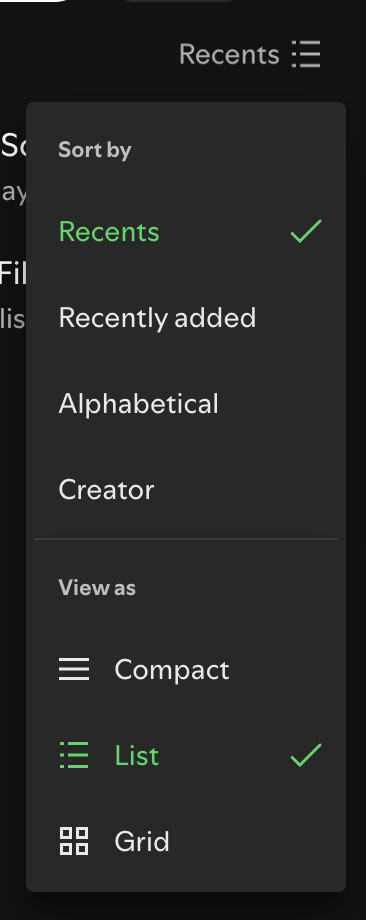 Recents
Sort by
Recents
Recently added
Alphabetical
Creator
View as
Compact
List
Grid